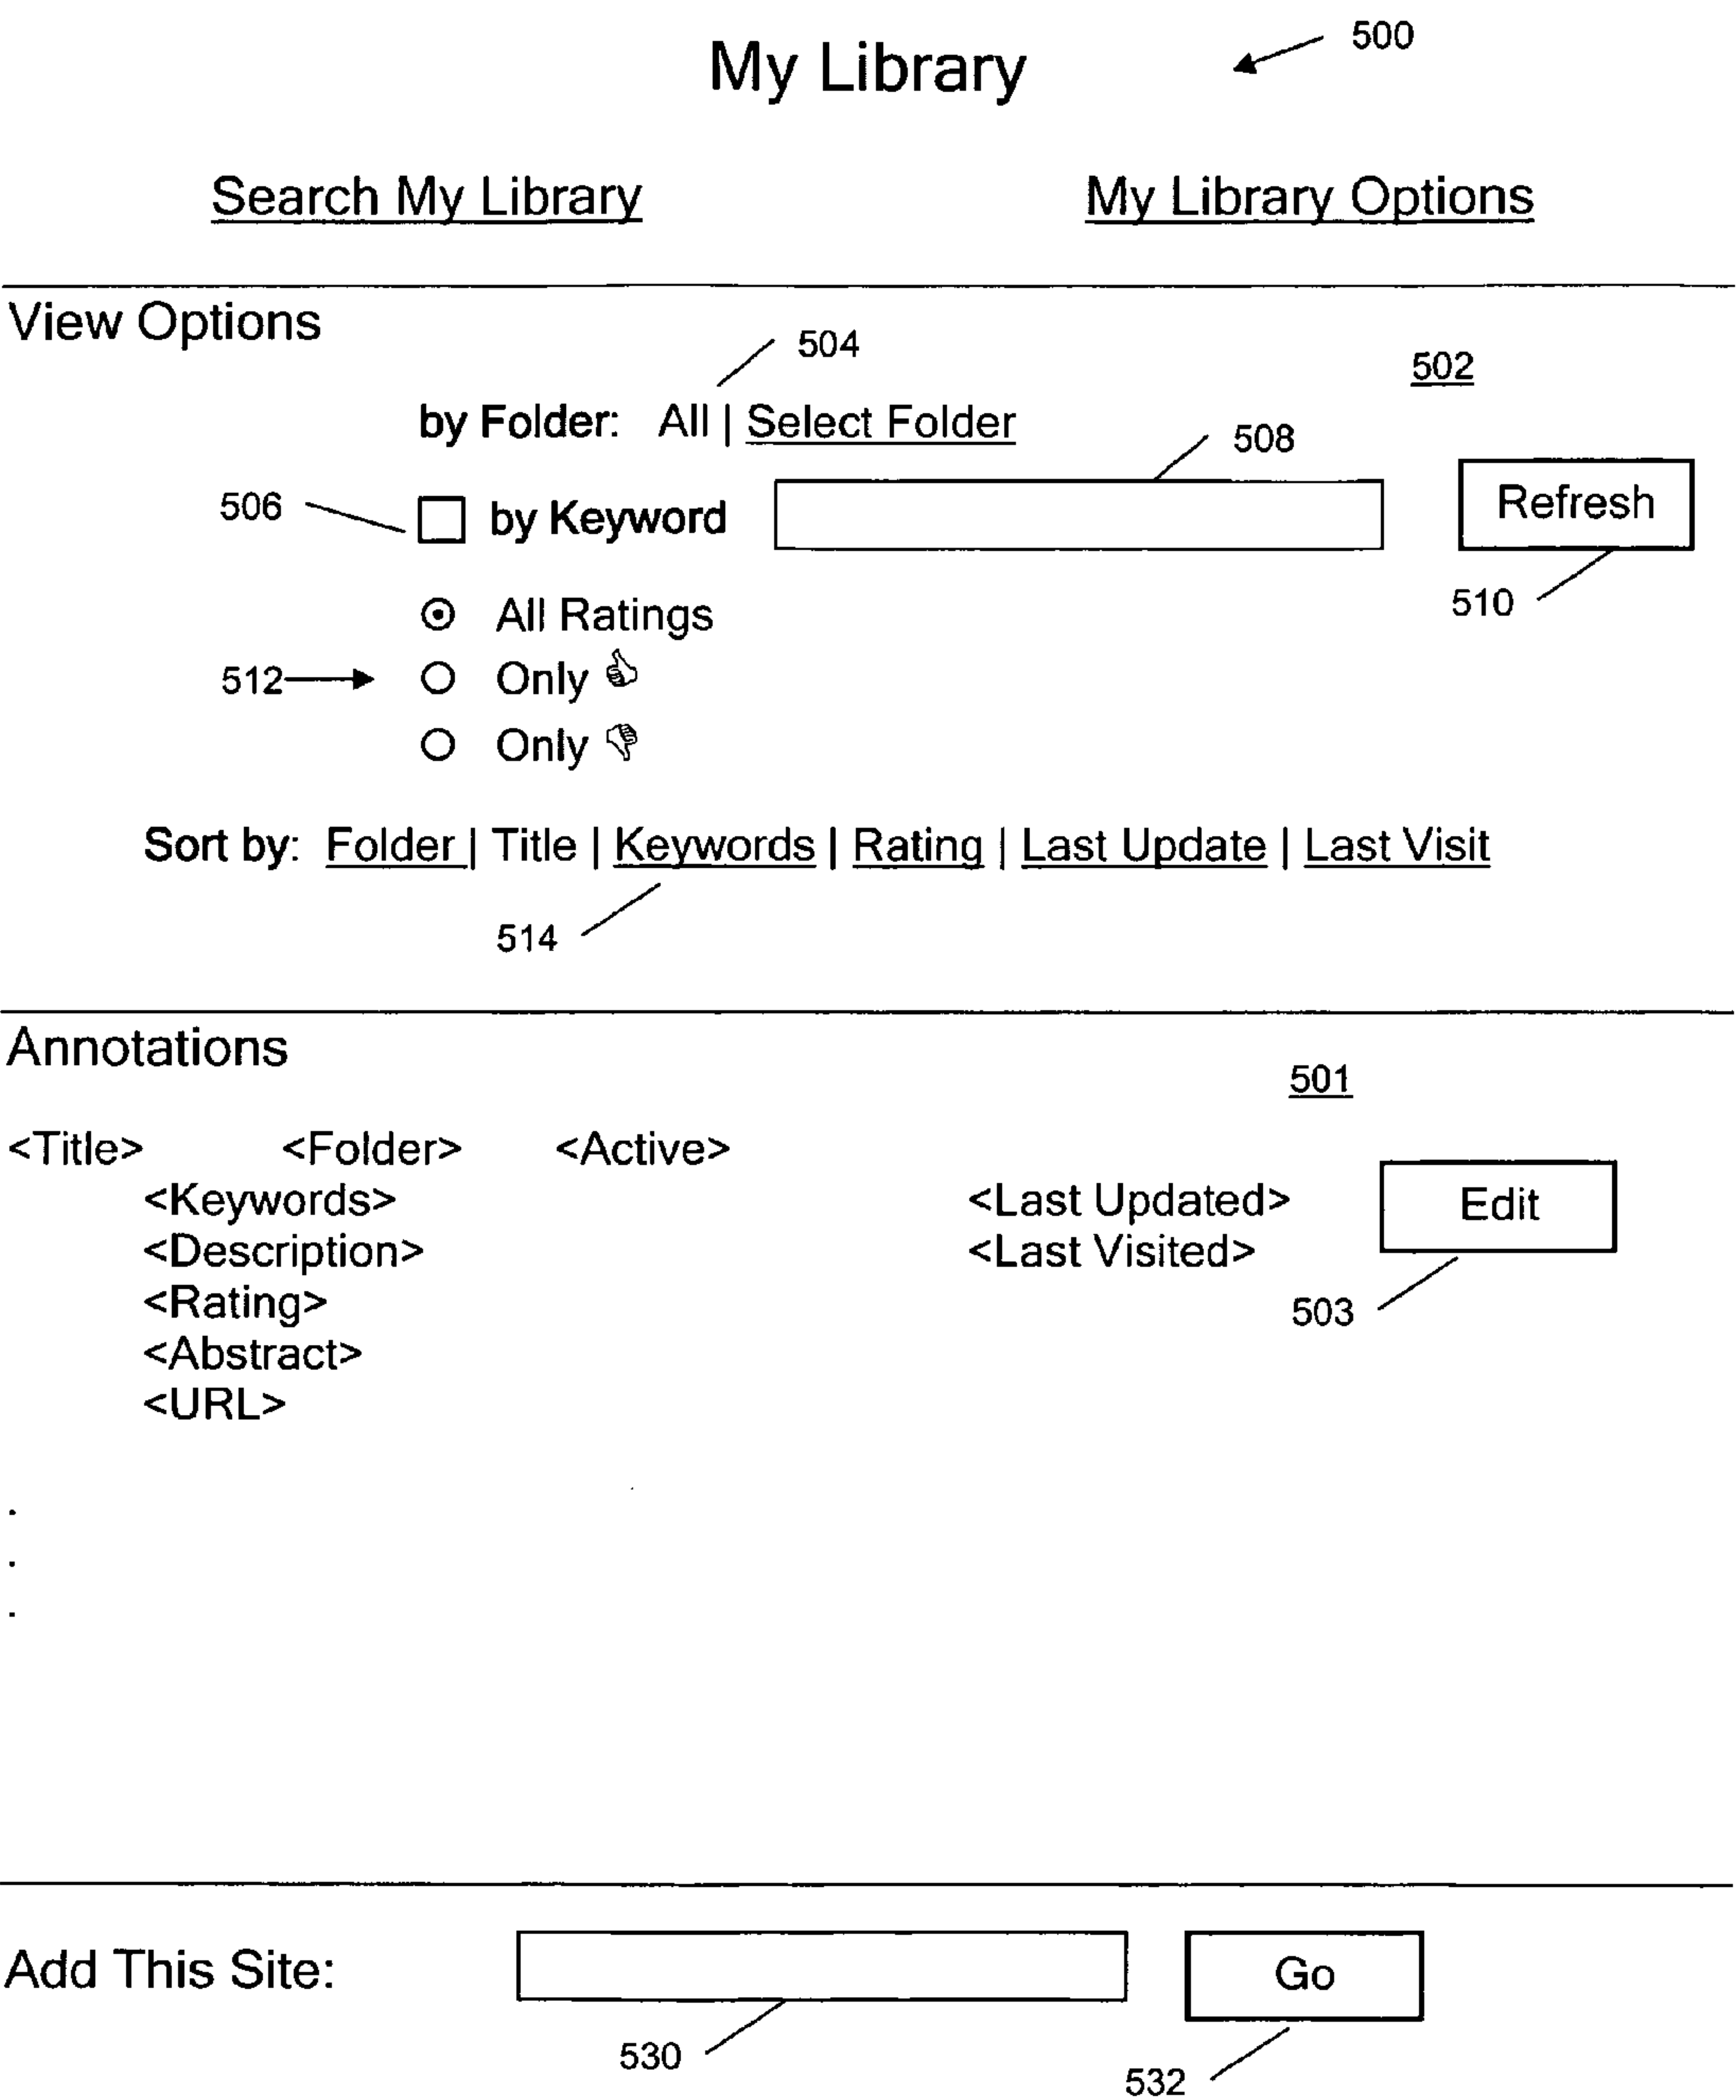 My Library
500
Search My Library My Library Options
View Options
504
502
by Folder: All | Select Folder
508
506 by Keyword Refresh
510
All Ratings
512 Only
Only
Sort by: Folder | Title | Keywords | Rating | Last Update | Last Visit
514
Annotations
501
<Title> <Folder> <Active>
<Keywords> <Last Updated> Edit
<Description> <Last Visited>
<Rating> 503
<Abstract>
<URL>
.
.
.
Add This Site: Go
530
532